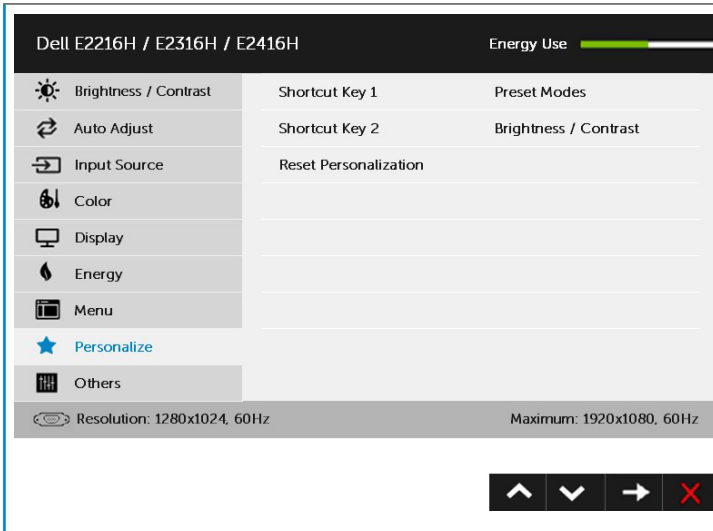 Dell E2216H / E2316H / E2416H Energy Use
Brightness / Contrast Shortcut Key 1 Preset Modes
Auto Adjust Shortcut Key 2 Brightness / Contrast
Input Source Reset Personalization
Color
Display
Energy
Menu
Personalize
Others
Resolution: 1280x1024, 60Hz Maximum: 1920x1080, 60Hz